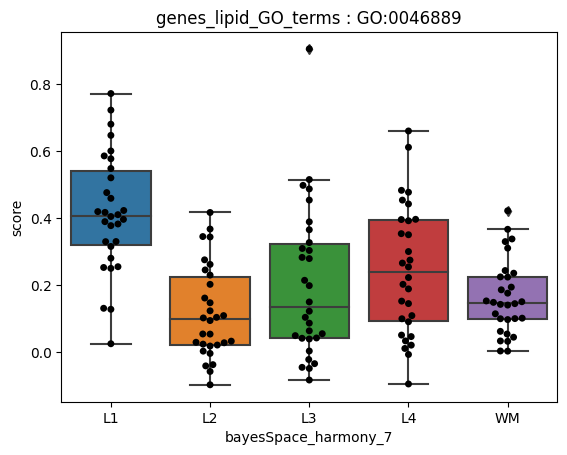 genes_lipid_GO_terms : GO:0046889
score
0.8
0.6
0.4
0.2
0.0
L1 L2 L3 L4 WM
bayesSpace_harmony_7